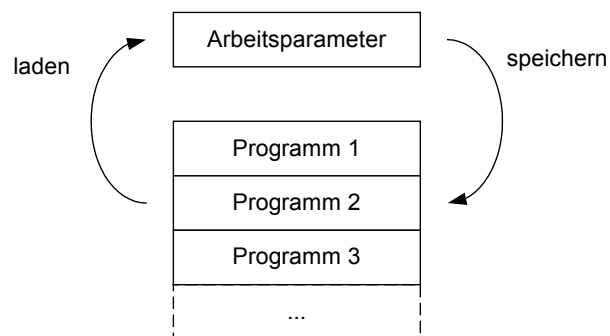 Arbeitsparameter
laden
speichern
Programm 1
Programm 2
Programm 3
...